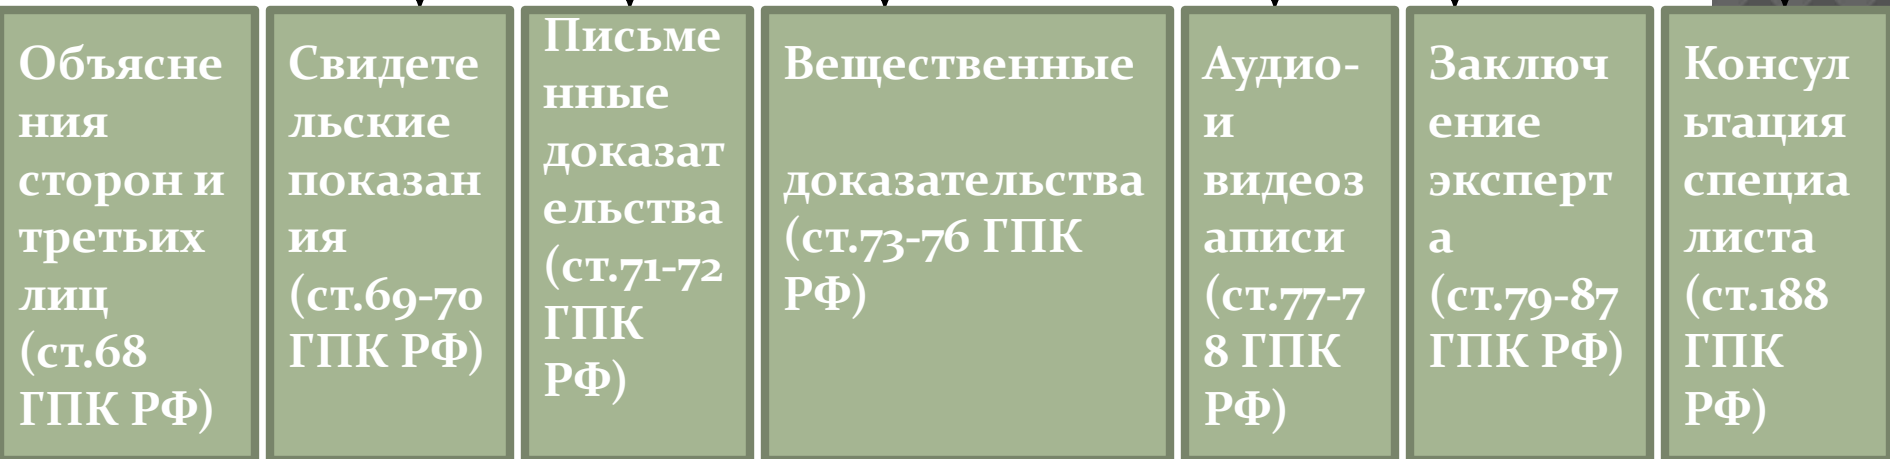 Объясне
ния
сторон и
третьих
лиц
(ст.68
ГПК РФ)
Свидете
льские
показан
ия
(ст.69-70
ГПК РФ)
Письме
нные
доказат
ельства
(ст.71-72
ГПК
РФ)
Вещественные
доказательства
(ст.73-76 ГПК
РФ)
Аудио-
и
видеоз
аписи
(ст.77-7
8 ГПК
РФ)
Заключ
ение
эксперт
а
(ст.79-87
ГПК РФ)
Консул
ьтация
специа
листа
(ст.188
ГПК
РФ)